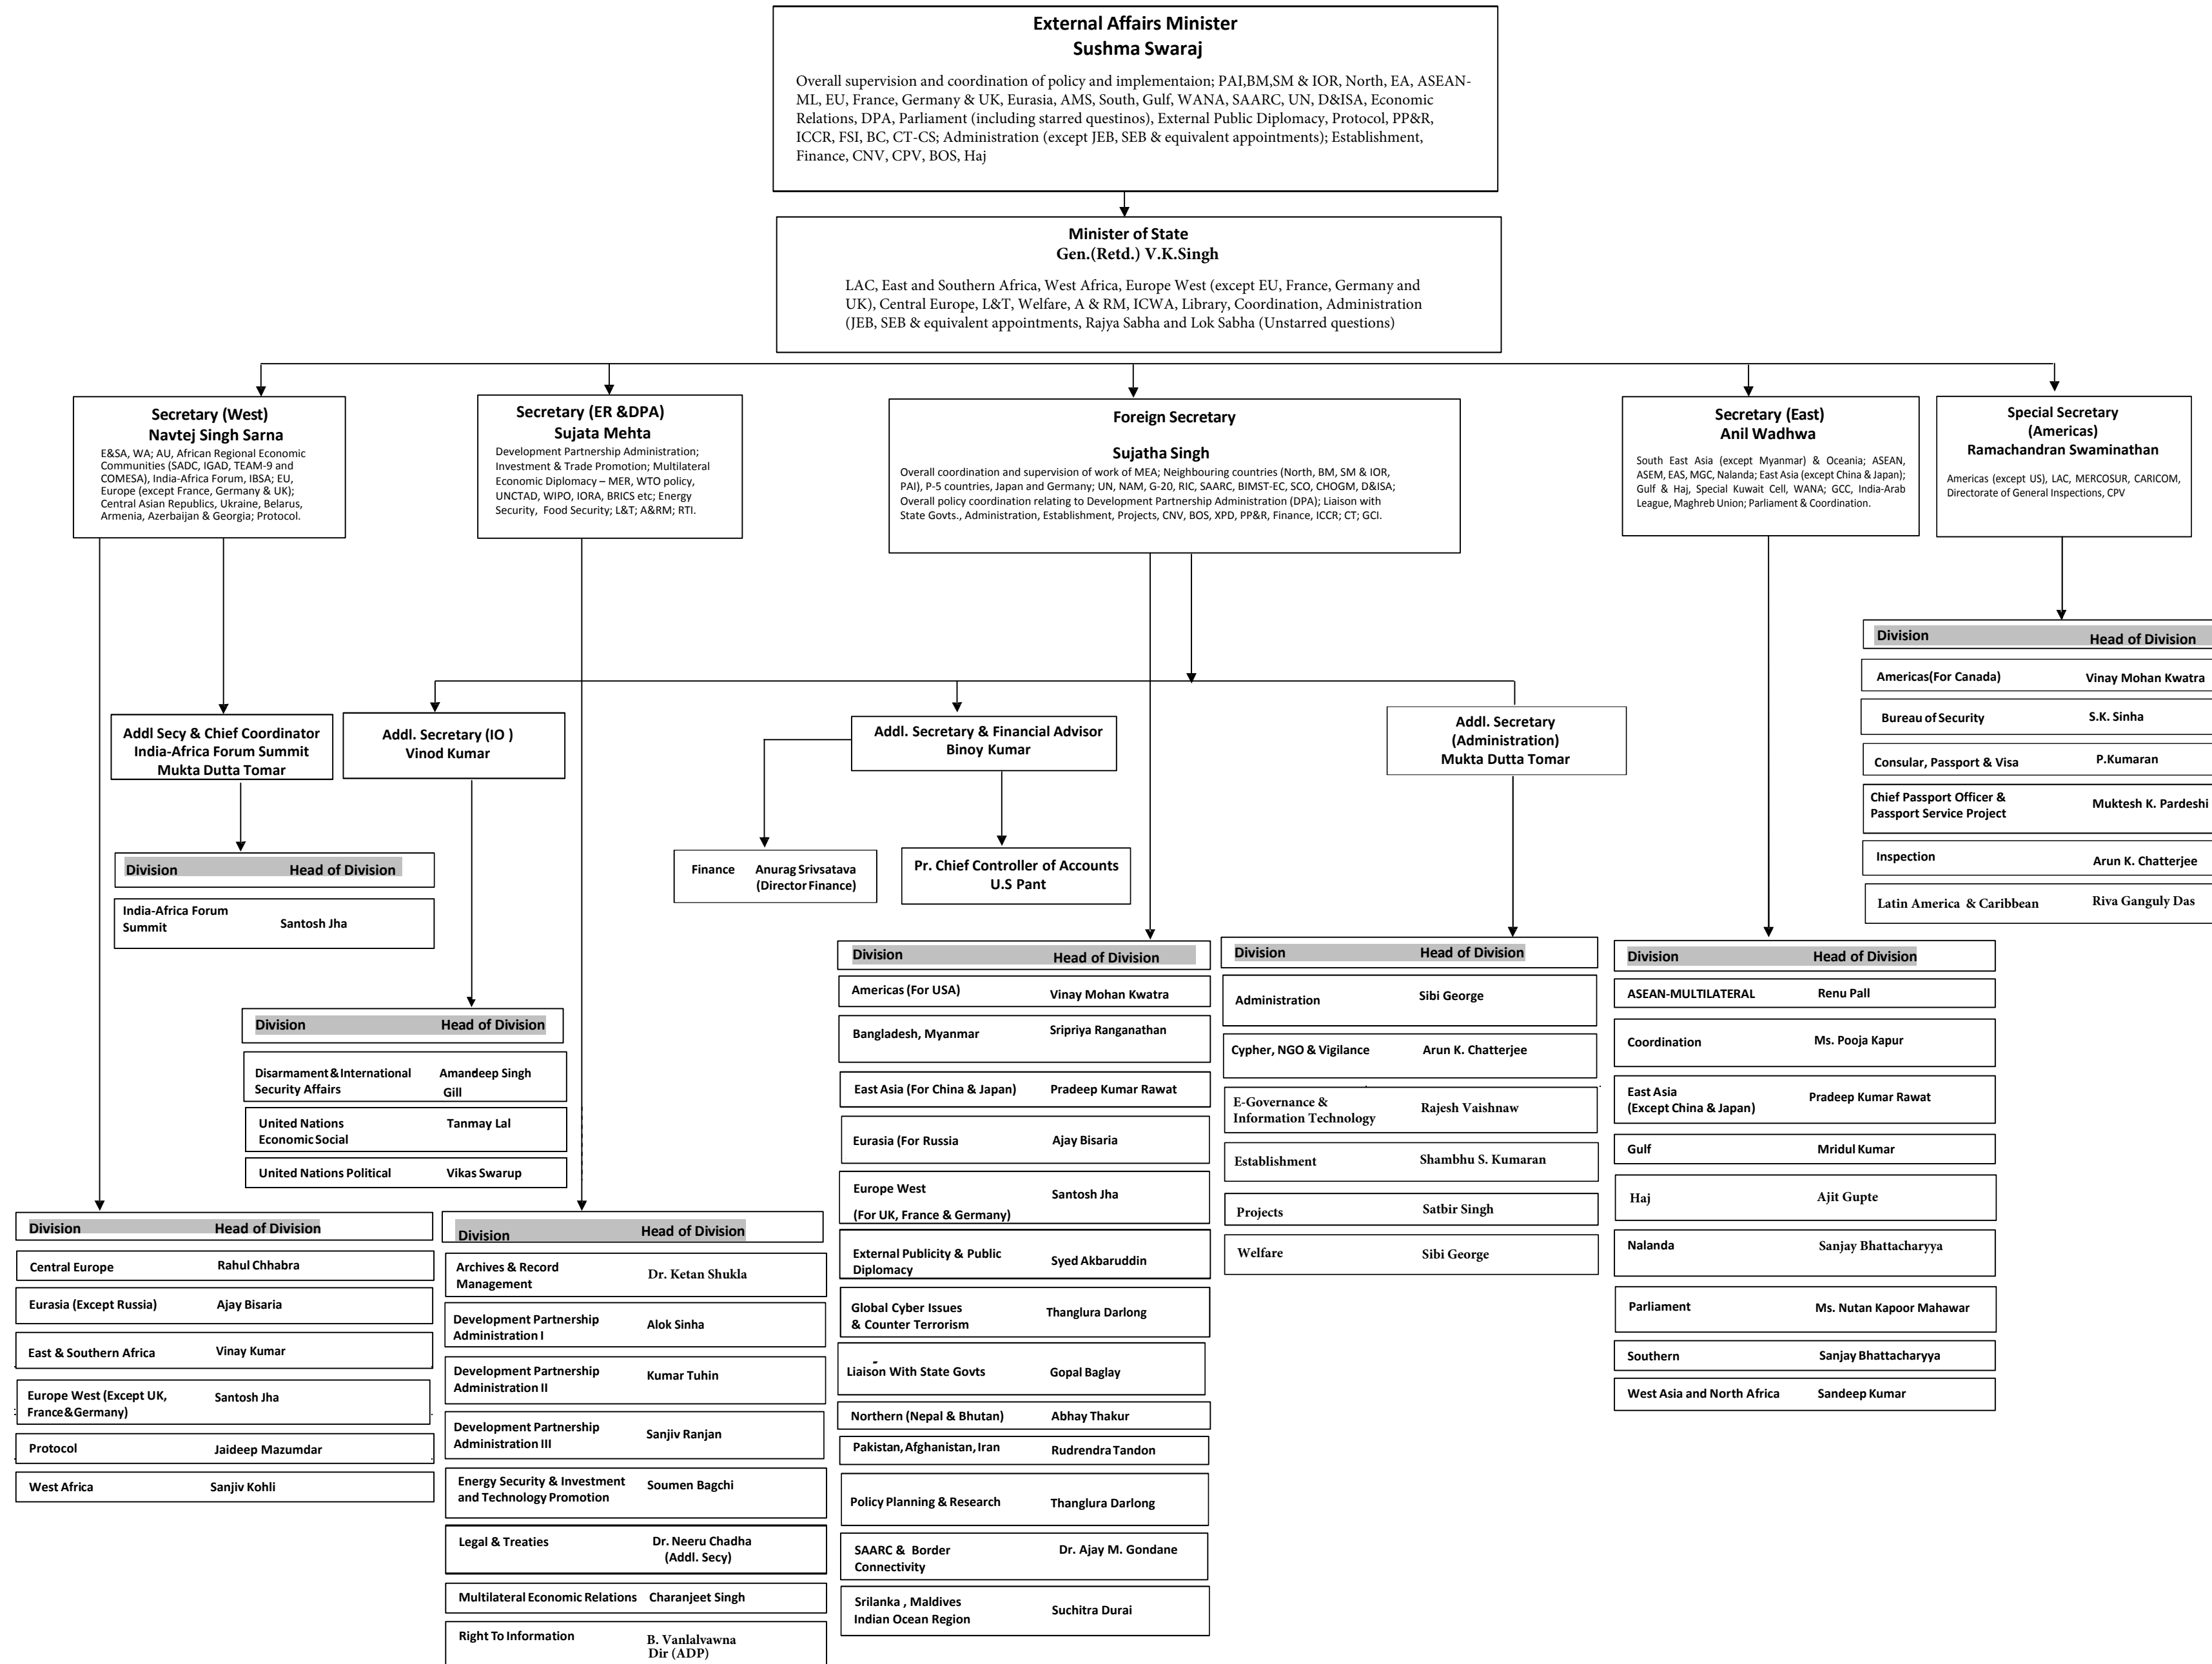 External Affairs Minister
Sushma Swaraj
Overall supervision and coordination of policy and implementaion; PAI,BM,SM & IOR, North, EA, ASEAN-
ML, EU, France, Germany & UK, Eurasia, AMS, South, Gulf, WANA, SAARC, UN, D&ISA, Economic
Relations, DPA, Parliament (including starred questinos), External Public Diplomacy, Protocol, PP&R,
ICCR, FSI, BC, CT-CS; Administration (except JEB, SEB & equivalent appointments); Establishment,
Finance, CNV, CPV, BOS, Haj
Minister of State
Gen.(Retd.) V.K.Singh
LAC, East and Southern Africa, West Africa, Europe West (except EU, France, Germany and
UK), Central Europe, L&T, Welfare, A & RM, ICWA, Library, Coordination, Administration
(JEB, SEB & equivalent appointments, Rajya Sabha and Lok Sabha (Unstarred questions)
Secretary (West)
Navtej Singh Sarna
E&SA, WA; AU, African Regional Economic
Communities (SADC, IGAD, TEAM-9 and
COMESA), India-Africa Forum, IBSA; EU,
Europe (except France, Germany & UK);
Central Asian Republics, Ukraine, Belarus,
Armenia, Azerbaijan & Georgia; Protocol.
Secretary (ER &DPA)
Sujata Mehta
Development Partnership Administration;
Investment & Trade Promotion; Multilateral
Economic Diplomacy – MER, WTO policy,
UNCTAD, WIPO, IORA, BRICS etc; Energy
Security, Food Security; L&T; A&RM; RTI.
Foreign Secretary
Sujatha Singh
Overall coordination and supervision of work of MEA; Neighbouring countries (North, BM, SM & IOR,
PAI), P-5 countries, Japan and Germany; UN, NAM, G-20, RIC, SAARC, BIMST-EC, SCO, CHOGM, D&ISA;
Overall policy coordination relating to Development Partnership Administration (DPA); Liaison with
State Govts., Administration, Establishment, Projects, CNV, BOS, XPD, PP&R, Finance, ICCR; CT; GCI.
Secretary (East)
Anil Wadhwa
South East Asia (except Myanmar) & Oceania; ASEAN,
ASEM, EAS, MGC, Nalanda; East Asia (except China & Japan);
Gulf & Haj, Special Kuwait Cell, WANA; GCC, India-Arab
League, Maghreb Union; Parliament & Coordination.
Special Secretary
(Americas)
Ramachandran Swaminathan
Americas (except US), LAC, MERCOSUR, CARICOM,
Directorate of General Inspections, CPV
Division Head of Division
Americas(For Canada) Vinay Mohan Kwatra
Bureau of Security S.K. Sinha
Consular, Passport & Visa P.Kumaran
Chief Passport Officer &
Passport Service Project Muktesh K. Pardeshi
Inspection Arun K. Chatterjee
Latin America & Caribbean Riva Ganguly Das
Addl Secy & Chief Coordinator
India-Africa Forum Summit
Mukta Dutta Tomar
Addl. Secretary (IO )
Vinod Kumar
Addl. Secretary & Financial Advisor
Binoy Kumar
Addl. Secretary
(Administration)
Mukta Dutta Tomar
Division Head of Division
India-Africa Forum
Summit Santosh Jha
Finance Anurag Srivsatava
(Director Finance)
Pr. Chief Controller of Accounts
U.S Pant
Division Head of Division
Disarmament & International Amandeep Singh
Security Affairs Gill
United Nations Tanmay Lal
Economic Social
United Nations Political Vikas Swarup
Division Head of Division
Central Europe Rahul Chhabra
Eurasia (Except Russia) Ajay Bisaria
East & Southern Africa Vinay Kumar
Europe West (Except UK, Santosh Jha
France&Germany)
Protocol Jaideep Mazumdar
West Africa Sanjiv Kohli
Division Head of Division
Archives & Record
Management Dr. Ketan Shukla
Development Partnership
Administration I Alok Sinha
Development Partnership Kumar Tuhin
Administration II
Development Partnership
Administration III Sanjiv Ranjan
Energy Security & Investment Soumen Bagchi
and Technology Promotion
Legal & Treaties Dr. Neeru Chadha
(Addl. Secy)
Multilateral Economic Relations Charanjeet Singh
Right To Information B. Vanlalvawna
Dir (ADP)
Division Head of Division
Americas (For USA) Vinay Mohan Kwatra
Bangladesh, Myanmar Sripriya Ranganathan
East Asia (For China & Japan) Pradeep Kumar Rawat
Eurasia (For Russia Ajay Bisaria
Europe West Santosh Jha
(For UK, France & Germany)
External Publicity & Public
Diplomacy Syed Akbaruddin
Global Cyber Issues
& Counter Terrorism Thanglura Darlong
Liaison With State Govts Gopal Baglay
Northern (Nepal & Bhutan) Abhay Thakur
Pakistan, Afghanistan, Iran Rudrendra Tandon
Policy Planning & Research Thanglura Darlong
SAARC & Border Dr. Ajay M. Gondane
Connectivity
Srilanka , Maldives
Indian Ocean Region Suchitra Durai
Division Head of Division
Administration Sibi George
Cypher, NGO & Vigilance Arun K. Chatterjee
E-Governance &
Information Technology Rajesh Vaishnaw
Establishment Shambhu S. Kumaran
Projects Satbir Singh
Welfare Sibi George
Division Head of Division
ASEAN-MULTILATERAL Renu Pall
Coordination Ms. Pooja Kapur
East Asia
(Except China & Japan) Pradeep Kumar Rawat
Gulf Mridul Kumar
Haj Ajit Gupte
Nalanda Sanjay Bhattacharyya
Parliament Ms. Nutan Kapoor Mahawar
Southern Sanjay Bhattacharyya
West Asia and North Africa Sandeep Kumar